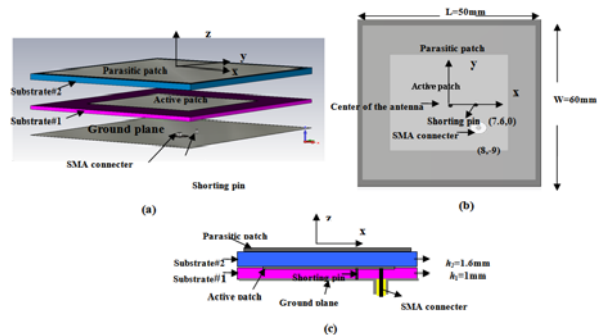 z
y
x
Parasitic patch
Substrate#2
Active patch
Substrate#1
Ground plane
SMA connecter
Shorting pin
(a)
L=50mm
Parasitic patch
y
Active patch
Center of the antenna
x
Shorting pin (7.6,0)
SMA connecter
(8,-9)
W=60mm
(b)
z
x
Parasitic patch
Substrate#2
h₂=1.6mm
Substrate#1
Shorting pin
h₁=1mm
Active patch
Ground plane
SMA connecter
(c)